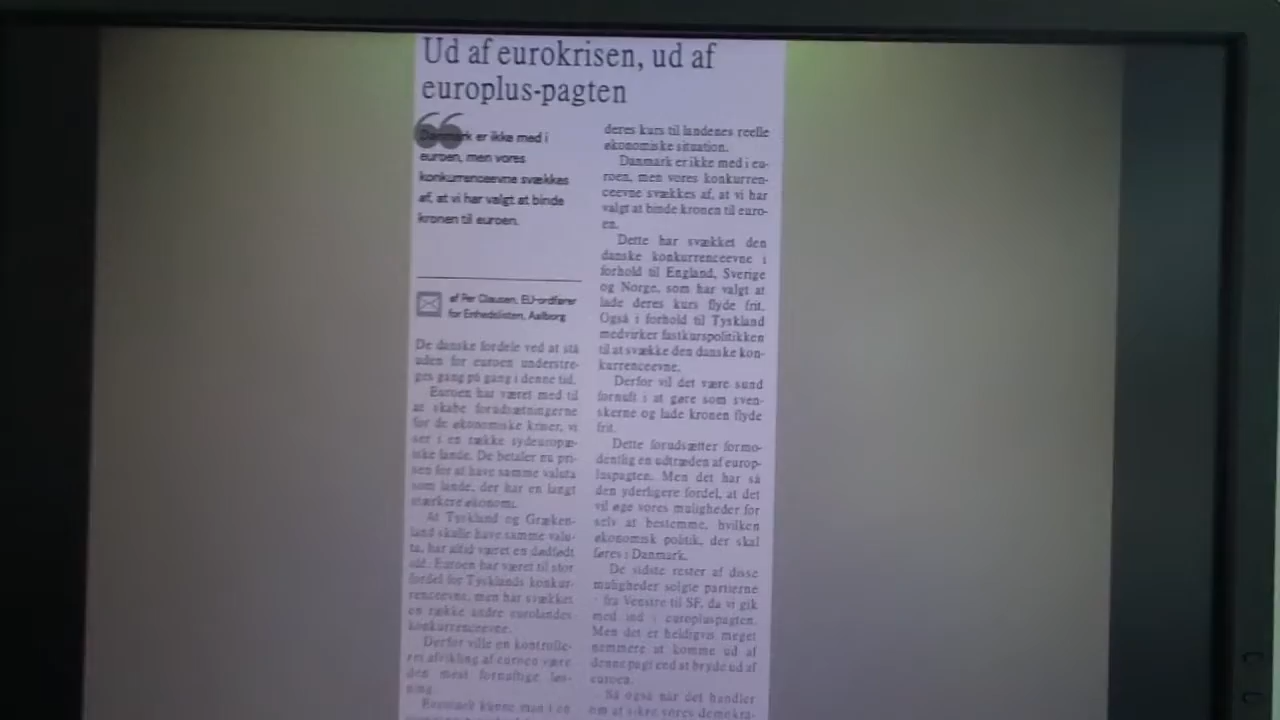 Ud af eurokrisen, ud af
europlus-pagten
Danmark er ikke med i
euroen, men vores
konkurrenceevne svækkes
af, at vi har valgt at binde
kronen til euroen.
af Per Clausen, EU-ordfører
for Enhedslisten, Aalborg
De danske fordele ved at stå
uden for euroen understre-
ges gang på gang i denne tid.
Euroen har været med til
at skabe forudsætningerne
for de økonomiske kriser, vi
ser i en række sydeuropæ-
iske lande. De betaler nu pri-
sen for at have samme valuta
som lande, der har en langt
stærkere økonomi.
At Tyskland og Græken-
land skulle have samme valu-
ta, har altid været en dødfødt
idé. Euroen har været til stor
fordel for Tysklands konkur-
renceevne, men har svækket
en række andre eurolandes
konkurrenceevne.
Derfor ville en kontrolle-
ret afvikling af euroen være
den mest fornuftige løs-
ning.
kunne man i en
deres kurs til landenes reelle
økonomiske situation.
Danmark er ikke med i eu-
roen, men vores konkurren-
ceevne svækkes af, at vi har
valgt at binde kronen til euro-
en.
Dette har svækket den
danske konkurrenceevne i
forhold til England, Sverige
og Norge, som har valgt at
lade deres kurs flyde frit.
Også i forhold til Tyskland
medvirker fastkurspolitikken
til at svække den danske kon-
kurrenceevne.
Derfor vil det være sund
fornuft i at gøre som sven-
skerne og lade kronen flyde
frit.
Dette forudsætter formo-
dentlig en udtræden af europ-
luspagten. Men det har så
den yderligere fordel, at det
vil øge vores muligheder for
selv at bestemme, hvilken
økonomisk politik, der skal
føres i Danmark.
De sidste rester af disse
muligheder solgte partierne
fra Venstre til SF, da vi gik
med ind i europluspagten.
Men det er heldigvis meget
nemmere at komme ud af
denne pagt end at bryde ud af
euroen.
Så også når det handler
om at sikre vores demokra-